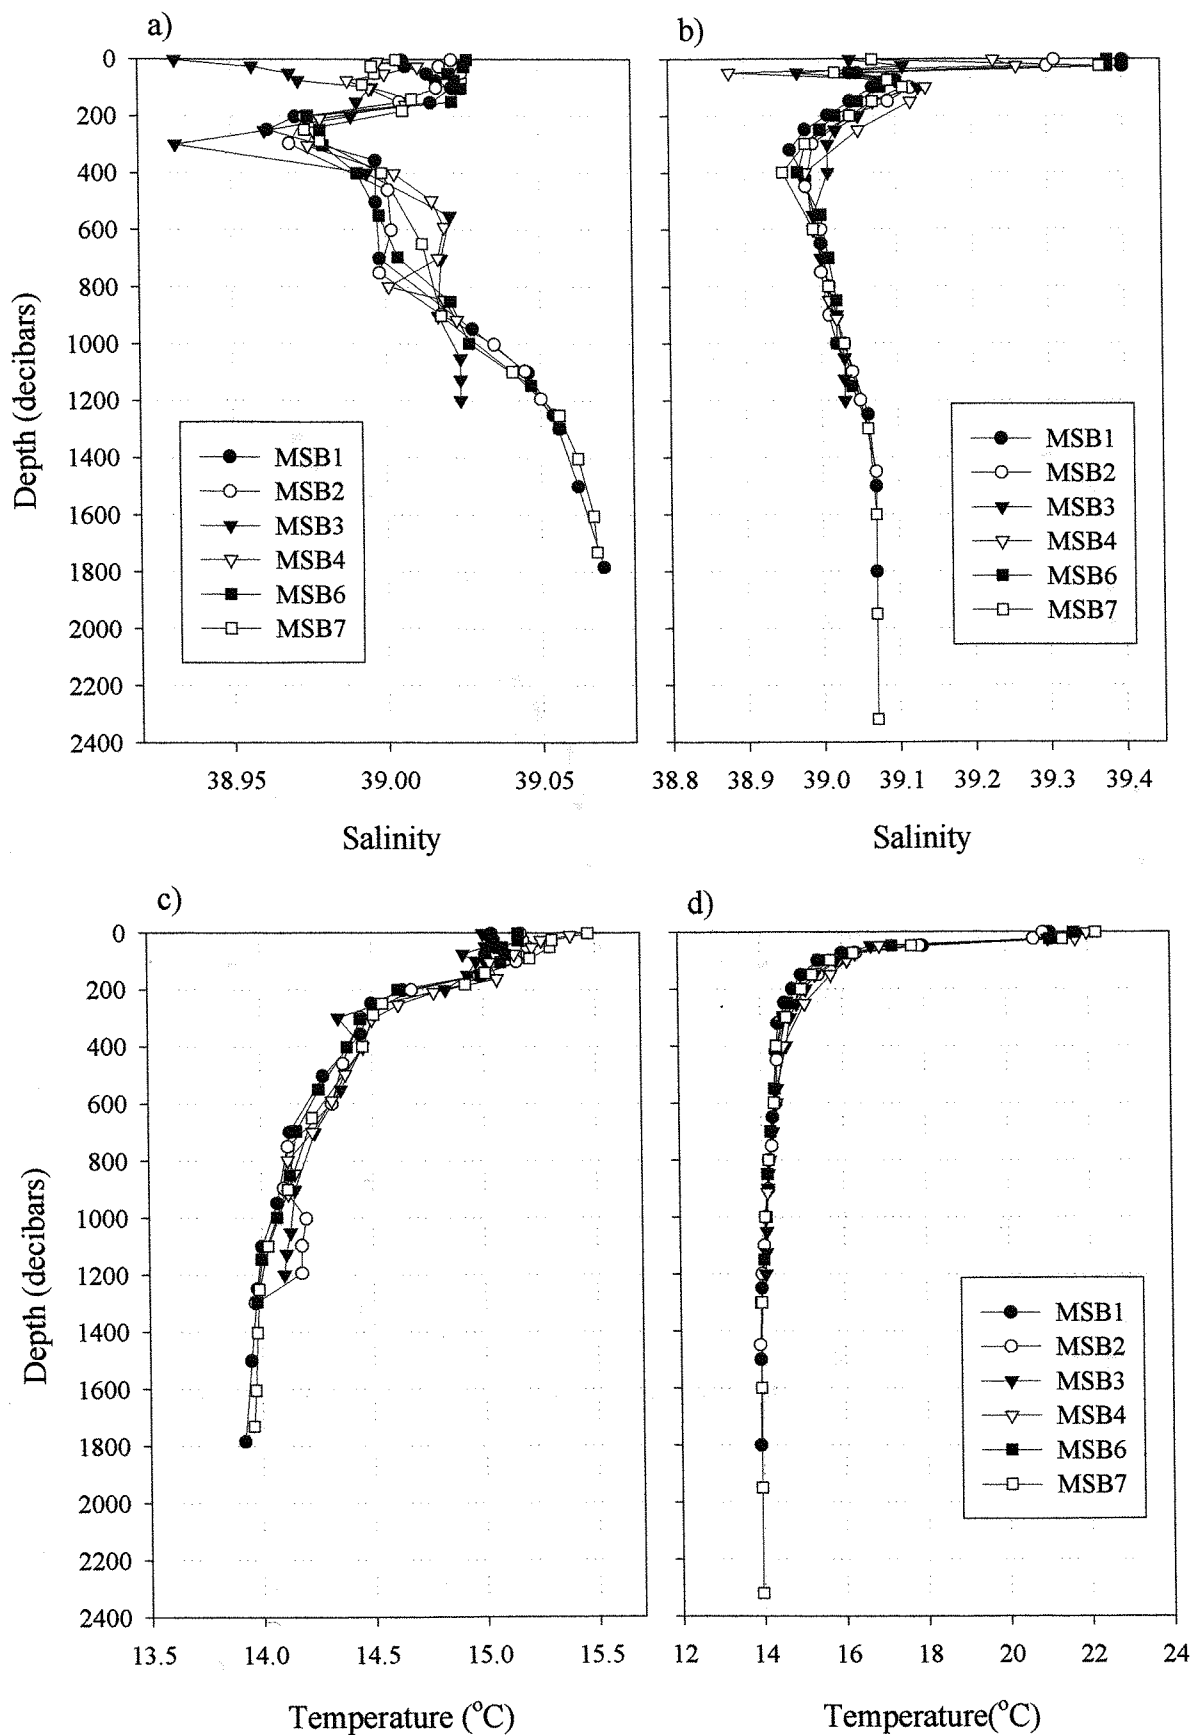 a)
0
200
400
600
800
1000
1200
1400
1600
1800
2000
2200
2400
Depth (decibars)
MSB1
MSB2
MSB3
MSB4
MSB6
MSB7
38.95
39.00
39.05
Salinity
b)
MSB1
MSB2
MSB3
MSB4
MSB6
MSB7
38.8
38.9
39.0
39.1
39.2
39.3
39.4
Salinity
c)
0
200
400
600
800
1000
1200
1400
1600
1800
2000
2200
2400
Depth (decibars)
13.5
14.0
14.5
15.0
15.5
Temperature (°C)
d)
MSB1
MSB2
MSB3
MSB4
MSB6
MSB7
12
14
16
18
20
22
24
Temperature(°C)